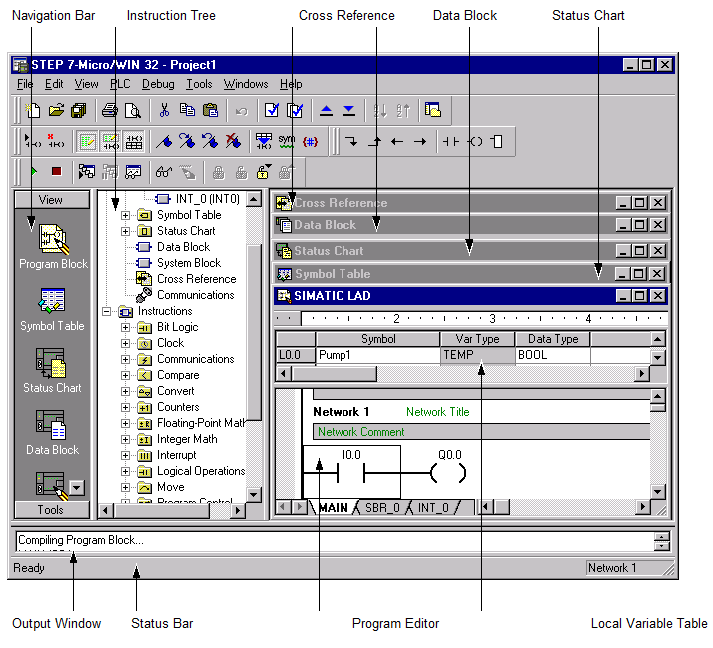 Navigation Bar
Instruction Tree
Cross Reference
Data Block
Status Chart
STEP 7-Micro/WIN 32 - Project1
File Edit View PLC Debug Tools Windows Help
sym
View
Program Block
Symbol Table
Status Chart
Data Block
Tools
INT_0 (INT0)
Symbol Table
Status Chart
Data Block
System Block
Cross Reference
Communications
Instructions
Bit Logic
Clock
Communications
Compare
Convert
Counters
Floating-Point Math
Integer Math
Interrupt
Logical Operations
Move
Program Control
Cross Reference
Data Block
Status Chart
Symbol Table
SIMATIC LAD
2 3 4
Symbol Var Type Data Type
L0.0 Pump1 TEMP BOOL
Network 1 Network Title
Network Comment
I0.0 Q0.0
MAIN SBR_0 INT_0
Compiling Program Block...
Ready Network 1
Output Window
Status Bar
Program Editor
Local Variable Table